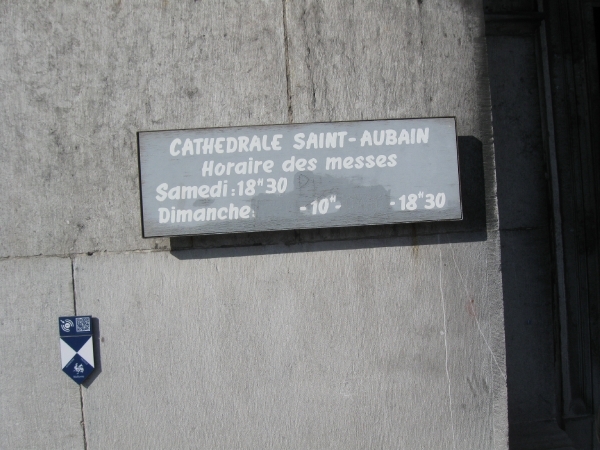 CATHEDRALE SAINT-AUBAIN
Horaire des messes
Samedi : 18"30
Dimanche: -10"- -18"30